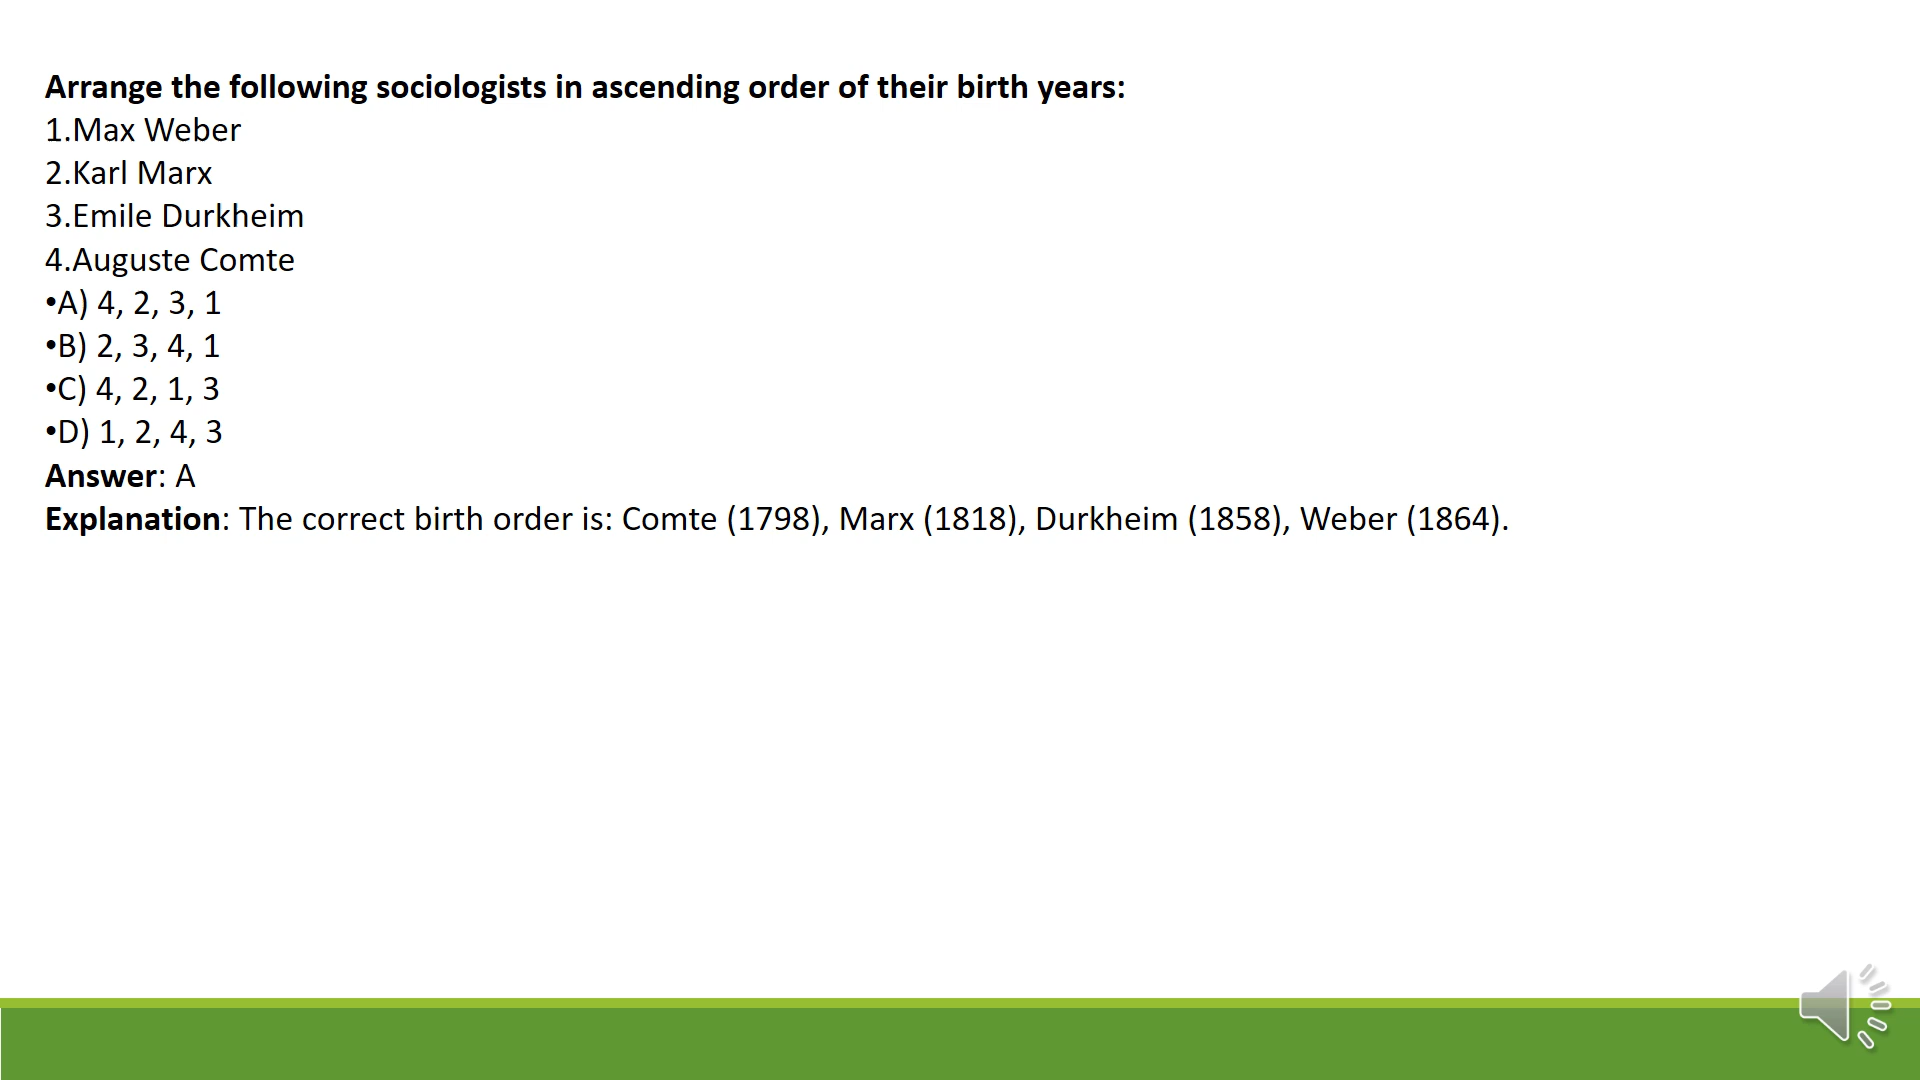 Arrange the following sociologists in ascending order of their birth years:
1.Max Weber
2.Karl Marx
3.Emile Durkheim
4.Auguste Comte
•A) 4, 2, 3, 1
•B) 2, 3, 4, 1
•C) 4, 2, 1, 3
•D) 1, 2, 4, 3
Answer: A
Explanation: The correct birth order is: Comte (1798), Marx (1818), Durkheim (1858), Weber (1864).